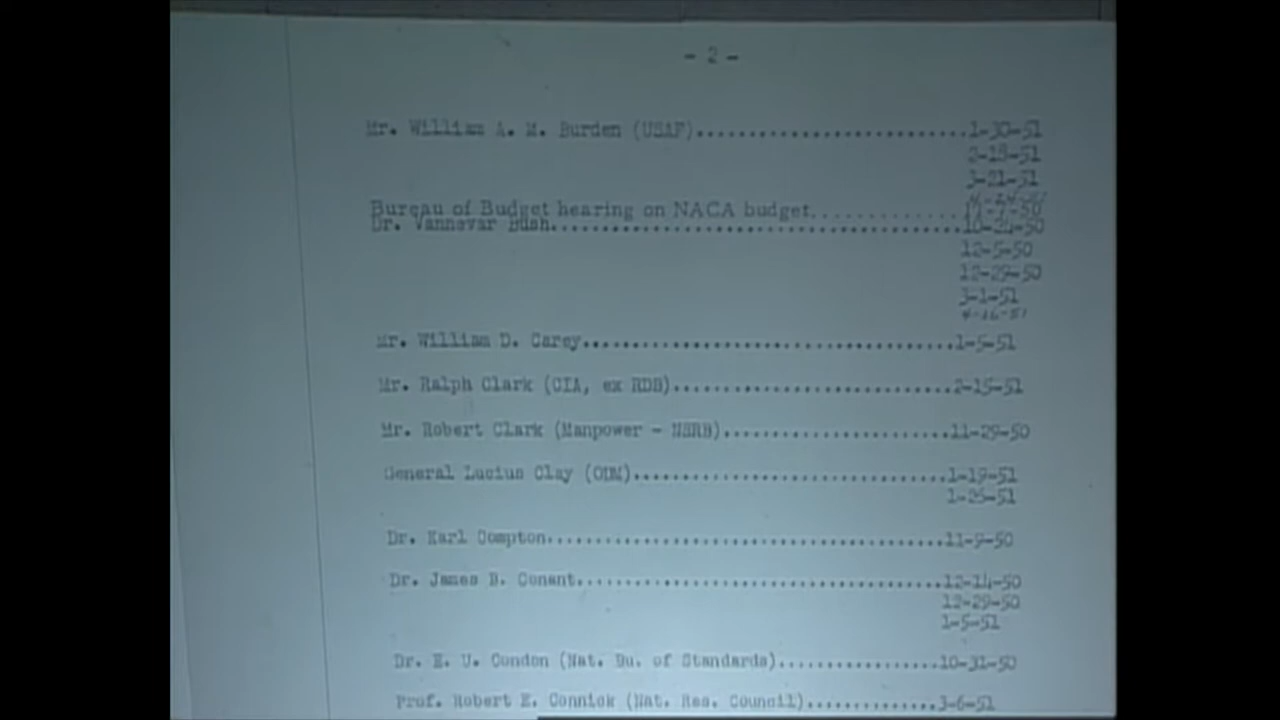 - 2 -
Mr. William A. M. Burden (USAF)..............................1-30-51
2-18-51
3-21-51
Bureau of Budget hearing on NACA budget............
Dr. Vannevar Bush..............................................10-26-50
12-5-50
12-29-50
3-1-51
4-26-51
Mr. William D. Carey..........................................1-5-51
Mr. Ralph Clark (CIA, ex RDB)...............................2-15-51
Mr. Robert Clark (Manpower - NSRB)........................11-29-50
General Lucius Clay (ODM)...................................1-19-51
1-25-51
Dr. Karl Compton..............................................11-9-50
Dr. James B. Conant..........................................12-14-50
12-29-50
1-5-51
Dr. E. U. Condon (Nat. Bu. of Standards)..................10-31-50
Prof. Robert E. Connick (Nat. Res. Council)..............3-6-51